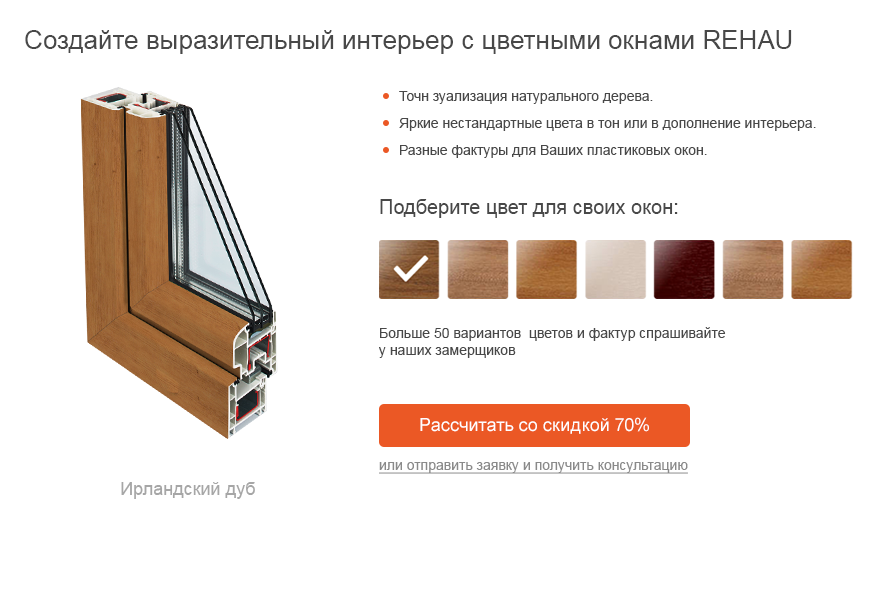 Создайте выразительный интерьер с цветными окнами REHAU
Точн зуализация натурального дерева.
Яркие нестандартные цвета в тон или в дополнение интерьера.
Разные фактуры для Ваших пластиковых окон.
Подберите цвет для своих окон:
Больше 50 вариантов цветов и фактур спрашивайте
у наших замерщиков
Рассчитать со скидкой 70%
или отправить заявку и получить консультацию
Ирландский дуб